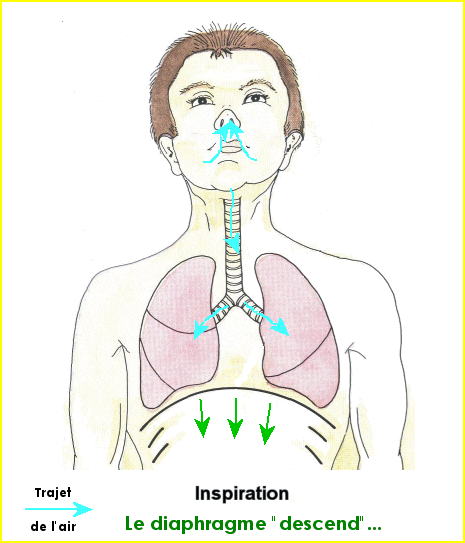 Trajet
de l'air
Inspiration
Le diaphragme "descend"...